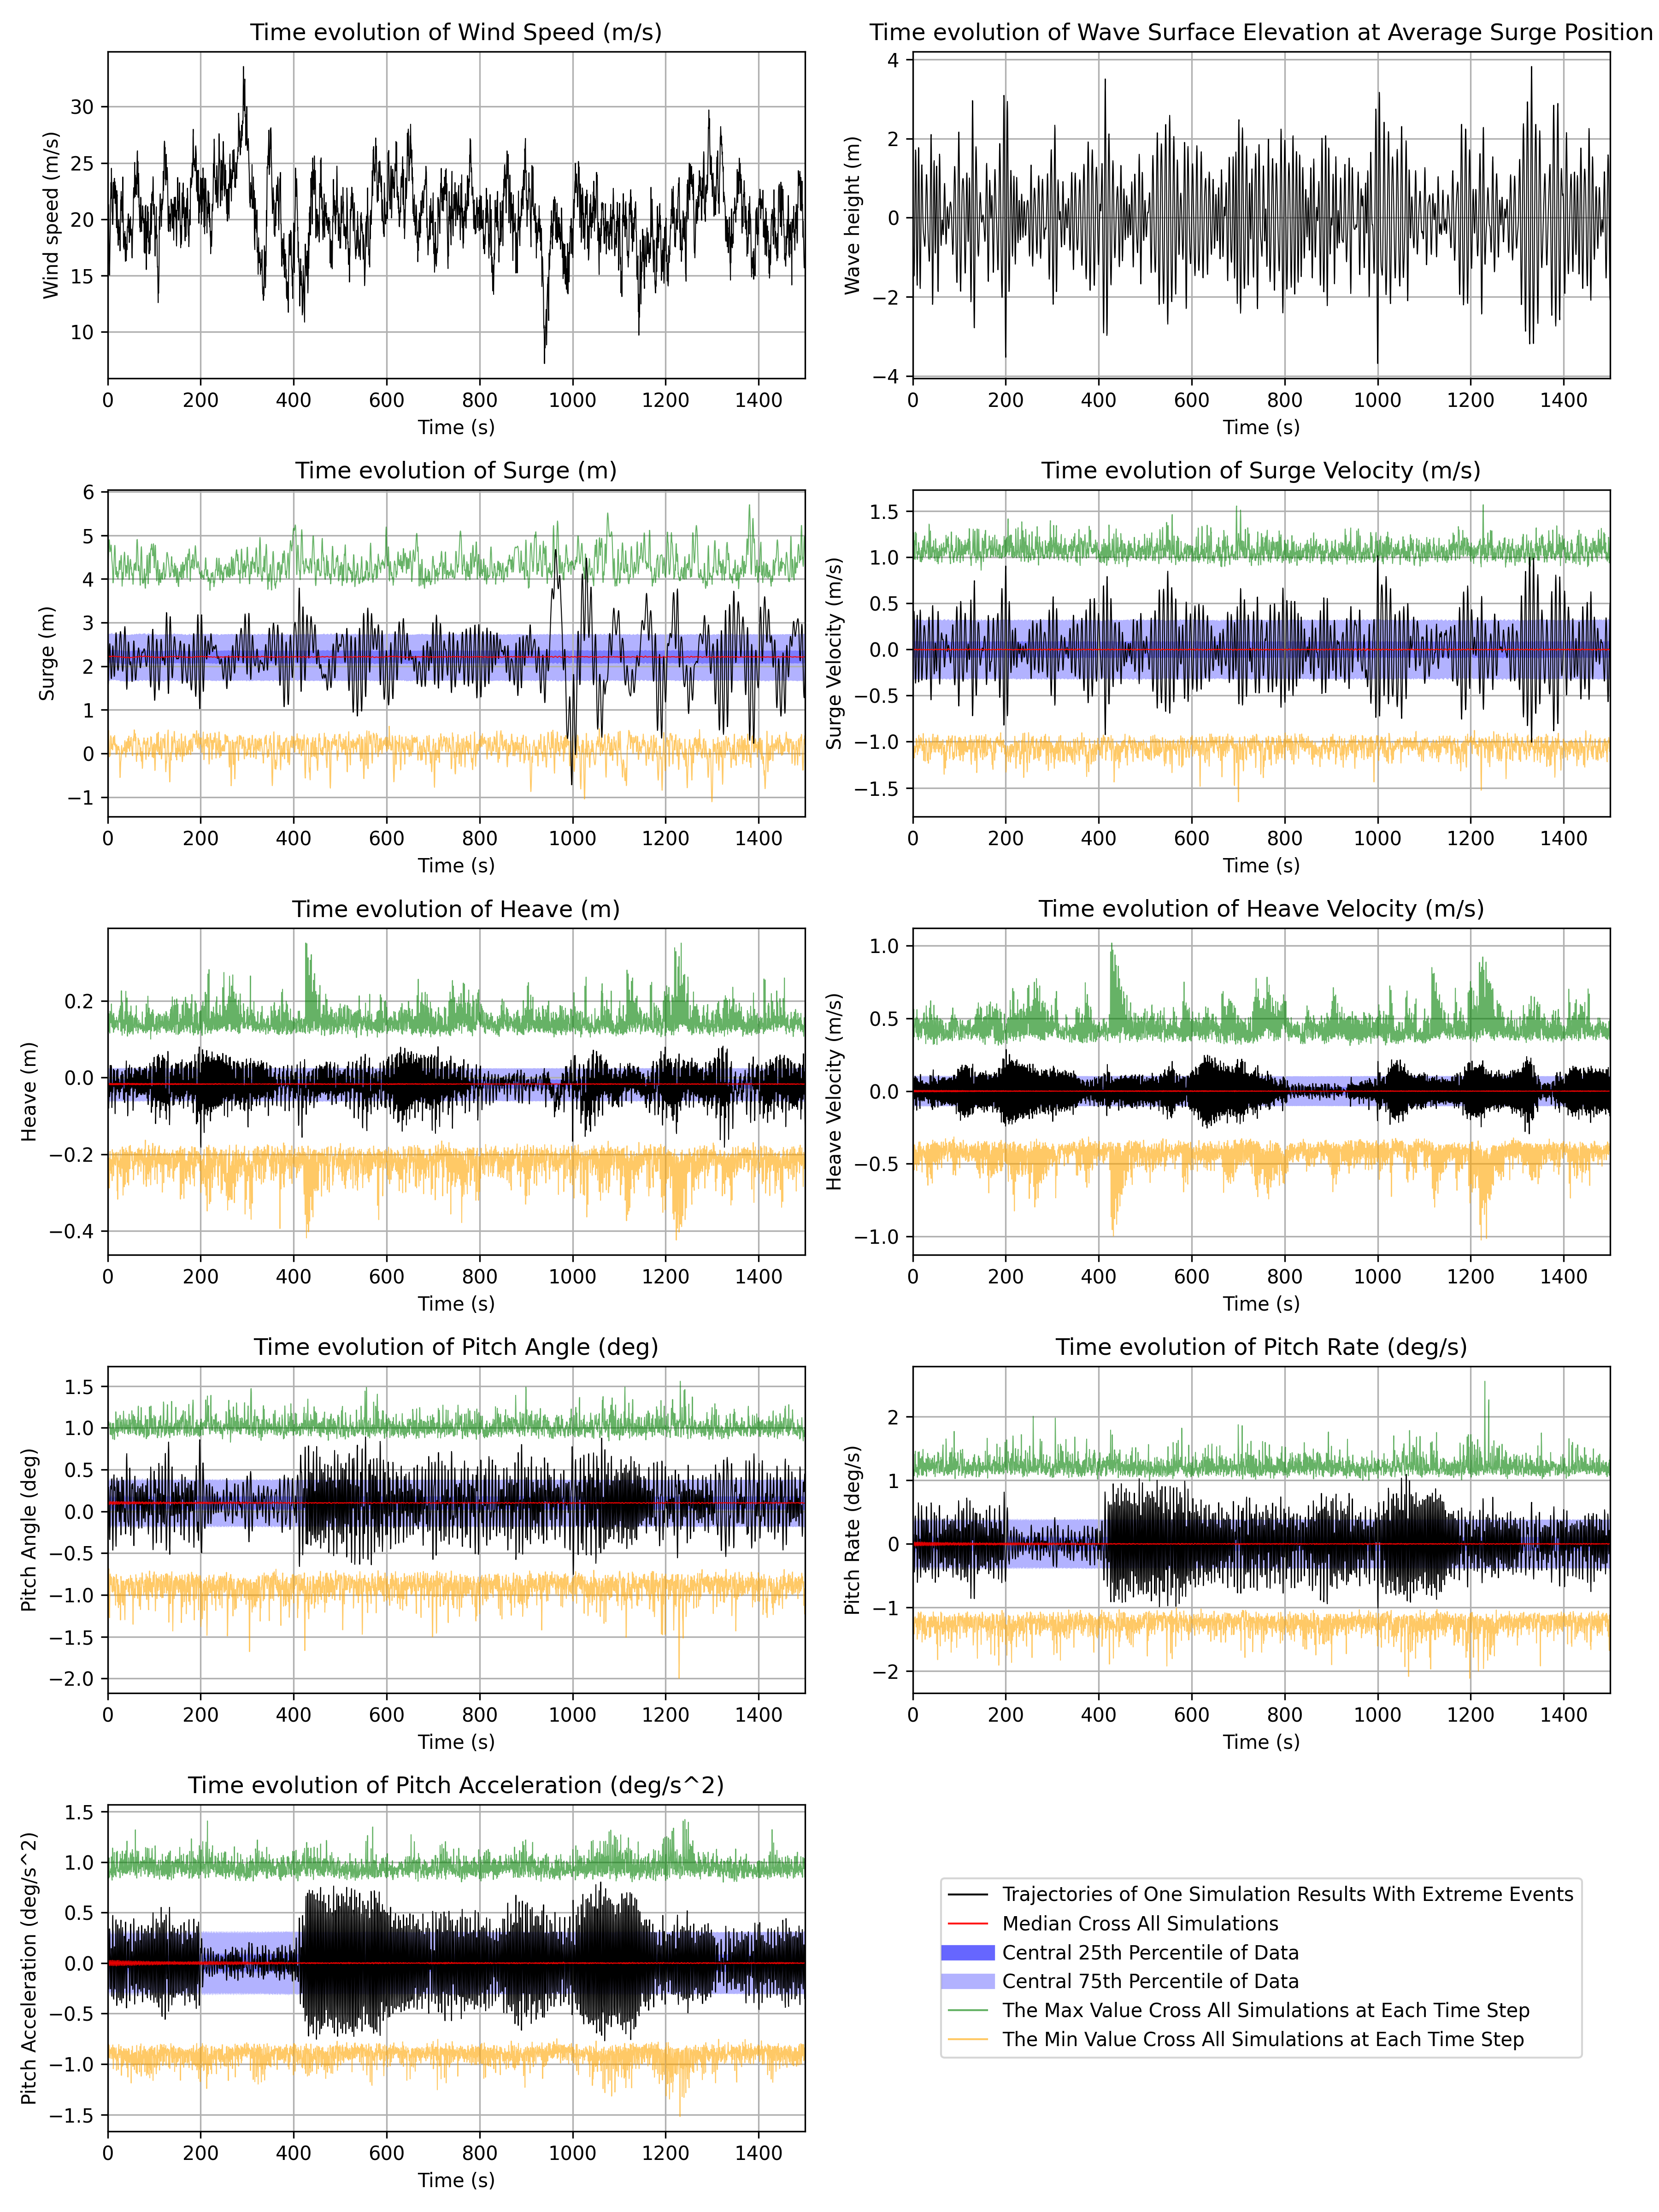 Time evolution of Wind Speed (m/s)
Wind speed (m/s)
30
25
20
15
10
0 200 400 600 800 1000 1200 1400
Time (s)
Time evolution of Wave Surface Elevation at Average Surge Position
Wave height (m)
4
2
0
−2
−4
0 200 400 600 800 1000 1200 1400
Time (s)
Time evolution of Surge (m)
Surge (m)
6
5
4
3
2
1
0
−1
0 200 400 600 800 1000 1200 1400
Time (s)
Time evolution of Surge Velocity (m/s)
Surge Velocity (m/s)
1.5
1.0
0.5
0.0
−0.5
−1.0
−1.5
0 200 400 600 800 1000 1200 1400
Time (s)
Time evolution of Heave (m)
Heave (m)
0.2
0.0
−0.2
−0.4
0 200 400 600 800 1000 1200 1400
Time (s)
Time evolution of Heave Velocity (m/s)
Heave Velocity (m/s)
1.0
0.5
0.0
−0.5
−1.0
0 200 400 600 800 1000 1200 1400
Time (s)
Time evolution of Pitch Angle (deg)
Pitch Angle (deg)
1.5
1.0
0.5
0.0
−0.5
−1.0
−1.5
−2.0
0 200 400 600 800 1000 1200 1400
Time (s)
Time evolution of Pitch Rate (deg/s)
Pitch Rate (deg/s)
2
1
0
−1
−2
0 200 400 600 800 1000 1200 1400
Time (s)
Time evolution of Pitch Acceleration (deg/s^2)
Pitch Acceleration (deg/s^2)
1.5
1.0
0.5
0.0
−0.5
−1.0
−1.5
0 200 400 600 800 1000 1200 1400
Time (s)
Trajectories of One Simulation Results With Extreme Events
Median Cross All Simulations
Central 25th Percentile of Data
Central 75th Percentile of Data
The Max Value Cross All Simulations at Each Time Step
The Min Value Cross All Simulations at Each Time Step